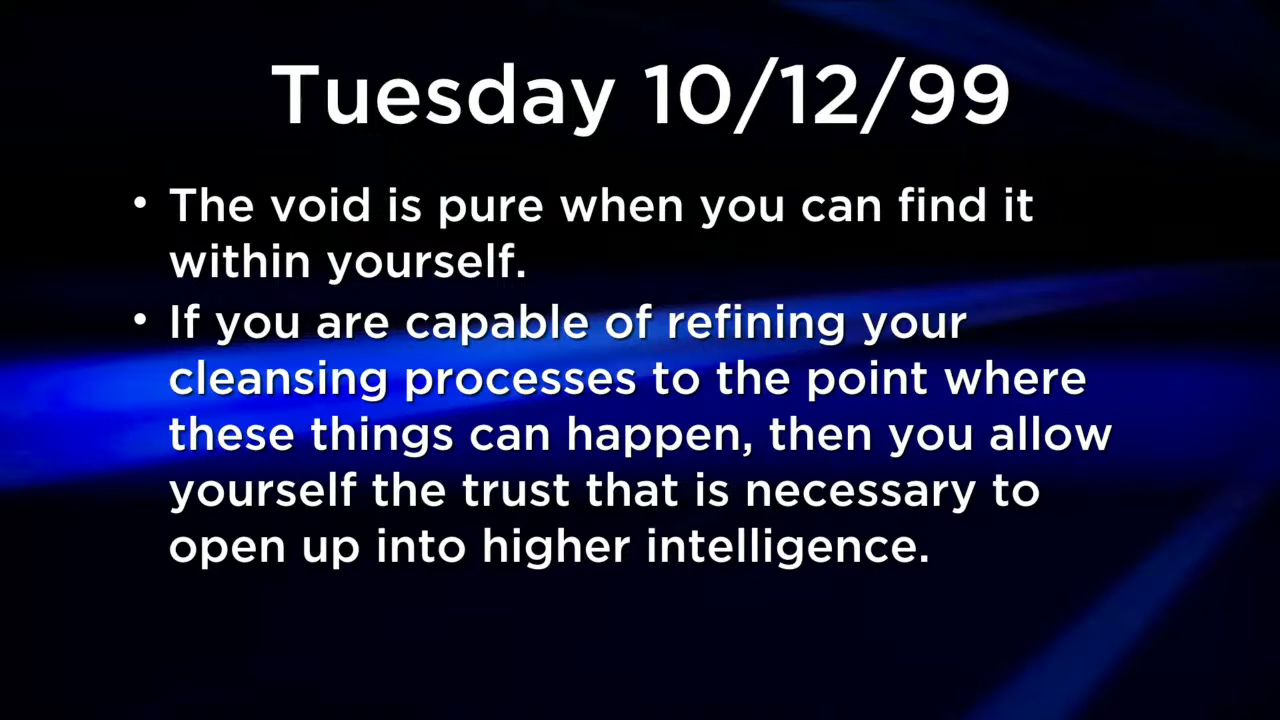 Tuesday 10/12/99
• The void is pure when you can find it
within yourself.
• If you are capable of refining your
cleansing processes to the point where
these things can happen, then you allow
yourself the trust that is necessary to
open up into higher intelligence.